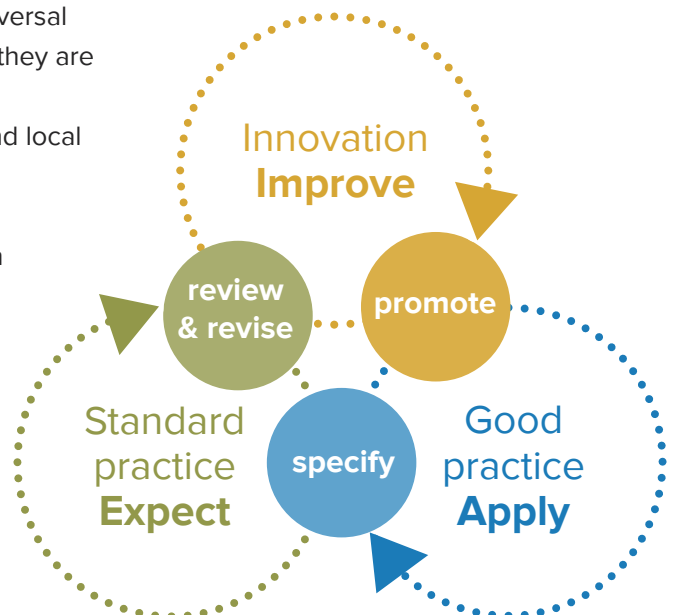 versal
they are
nd local
Innovation
Improve
review
& revise
promote
Standard
practice
Expect
specify
Good
practice
Apply